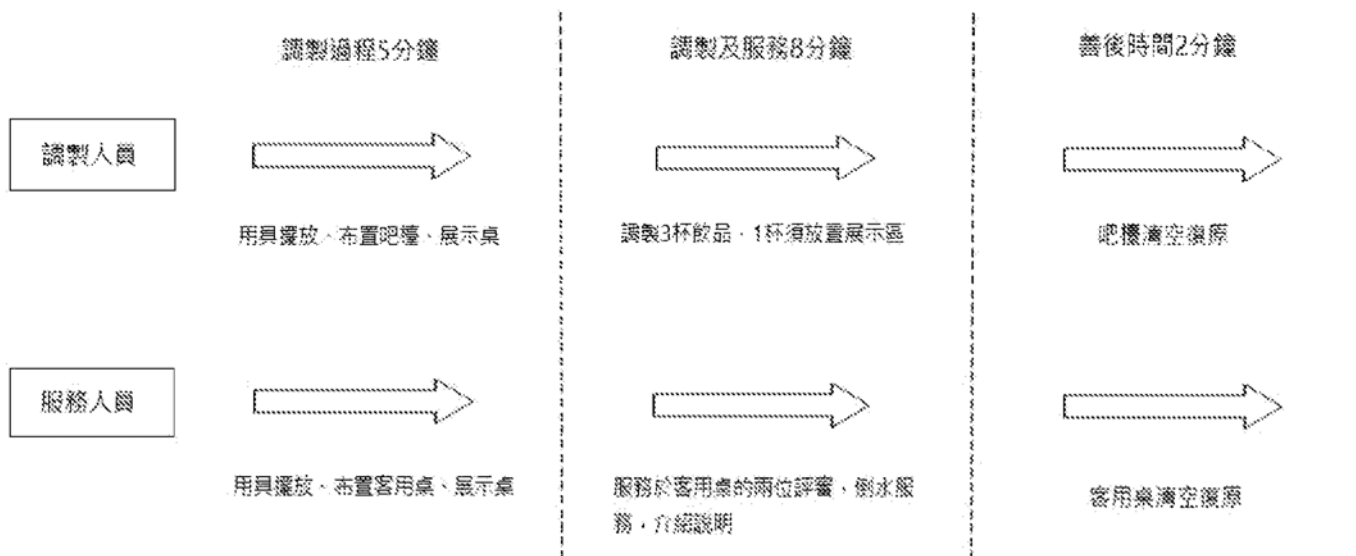 調製過程5分鐘
調製及服務8分鐘
善後時間2分鐘
調製人員
用具擺放、布置吧檯、展示桌
調製3杯飲品，1杯須放置展示區
吧檯清空復原
服務人員
用具擺放、布置客用桌、展示桌
服務於客用桌的兩位評審，倒水服
務，介紹說明
客用桌清空復原